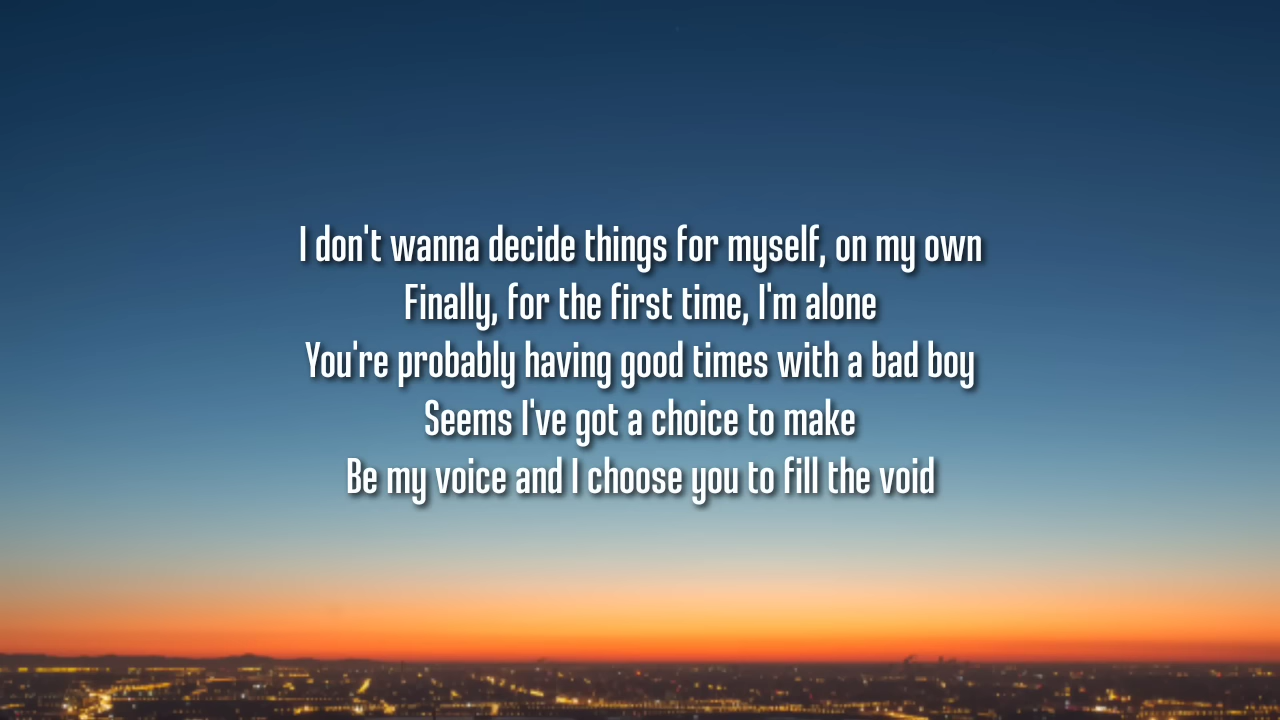 I don't wanna decide things for myself, on my own
Finally, for the first time, I'm alone
You're probably having good times with a bad boy
Seems I've got a choice to make
Be my voice and I choose you to fill the void